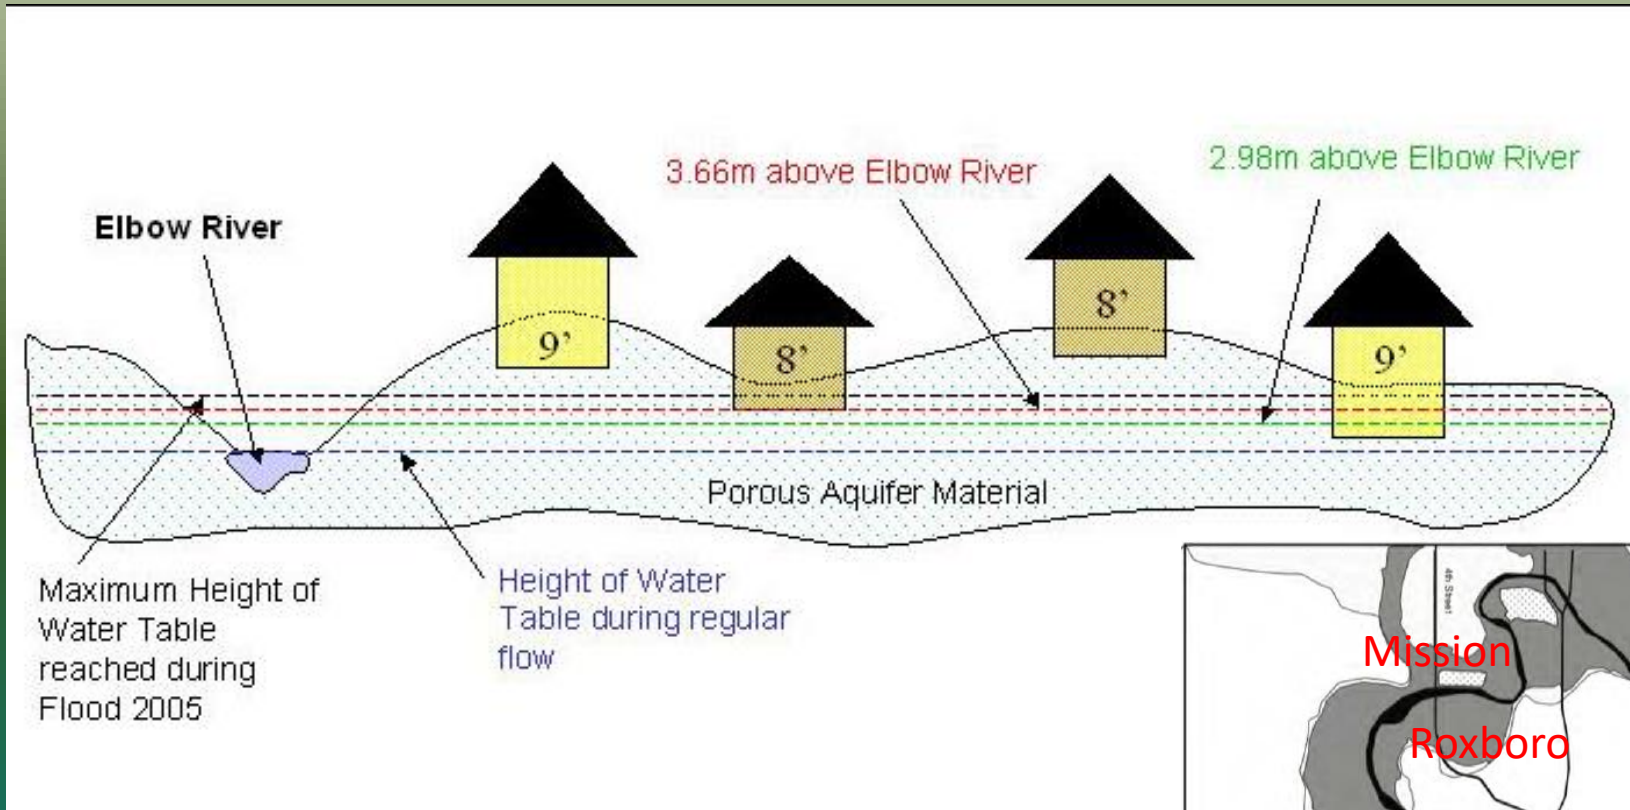 3.66m above Elbow River
2.98m above Elbow River
Elbow River
9’
8’
8’
9’
Porous Aquifer Material
Maximum Height of
Water Table
reached during
Flood 2005
Height of Water
Table during regular
flow
4th Street
Mission
Roxboro